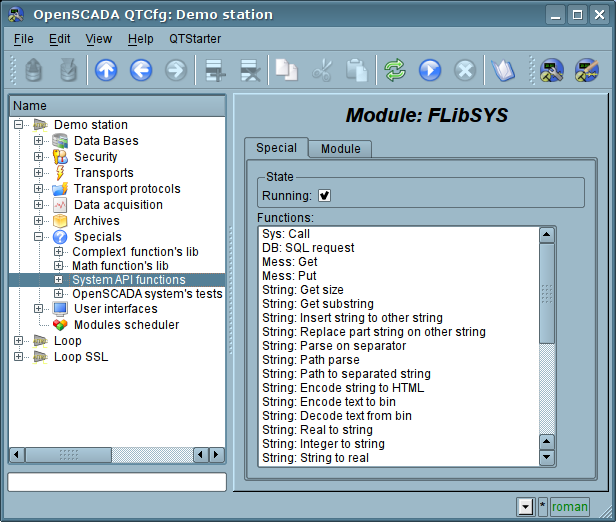 OpenSCADA QTCfg: Demo station
File Edit View Help QTStarter
Name
Demo station
Data Bases
Security
Transports
Transport protocols
Data acquisition
Archives
Specials
Complex1 function's lib
Math function's lib
System API functions
OpenSCADA system's tests
User interfaces
Modules scheduler
Loop
Loop SSL
Module: FLibSYS
Special Module
State
Running:
Functions:
Sys: Call
DB: SQL request
Mess: Get
Mess: Put
String: Get size
String: Get substring
String: Insert string to other string
String: Replace part string on other string
String: Parse on separator
String: Path parse
String: Path to separated string
String: Encode string to HTML
String: Encode text to bin
String: Decode text from bin
String: Real to string
String: Integer to string
String: String to real
* roman